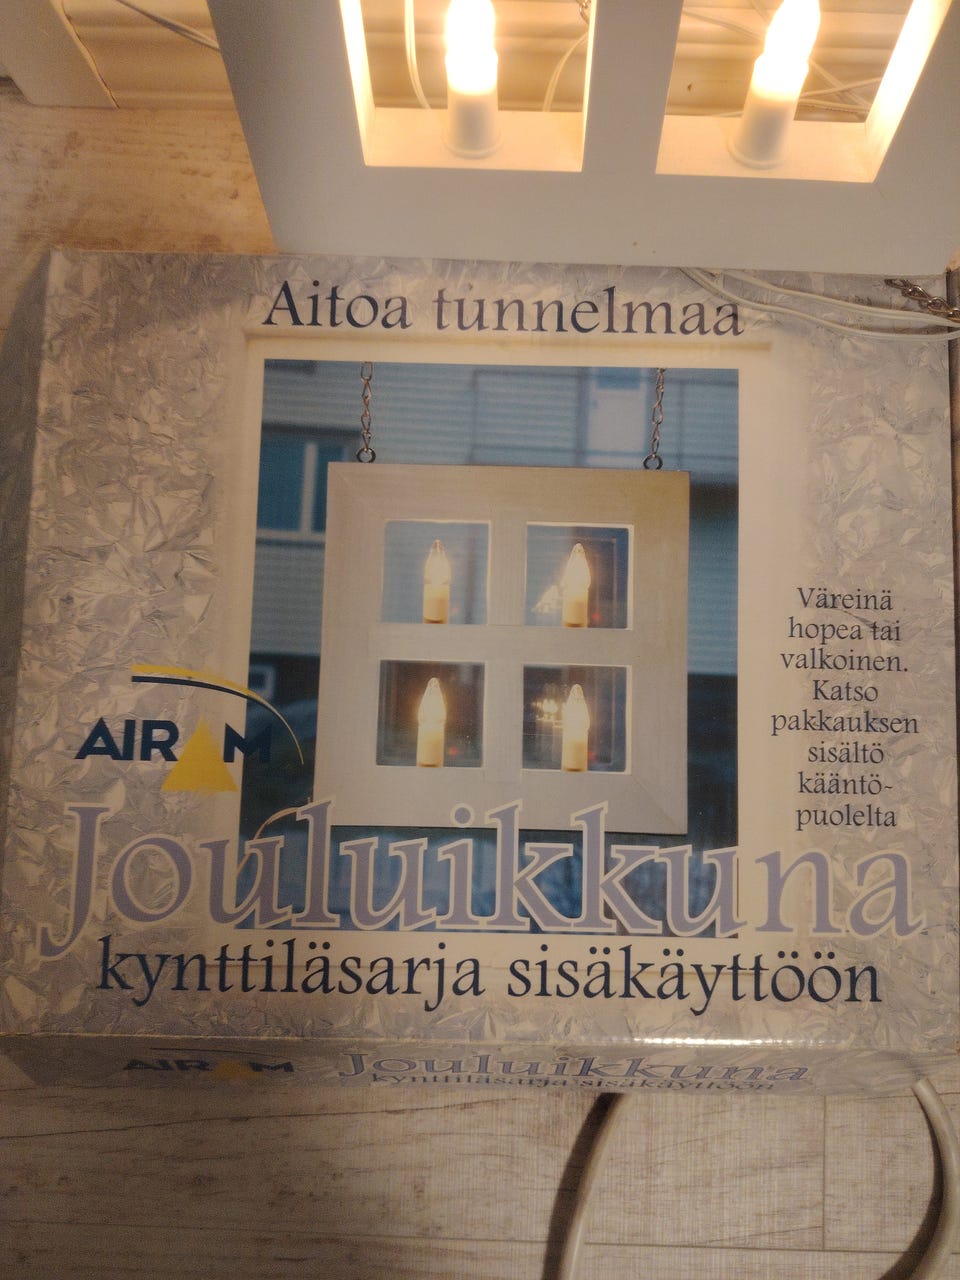 Aitoa tunnelmaa
Väreinä
hopea tai
valkoinen.
Katso
pakkauksen
sisältö
kääntö-
puolelta
AIRAM
Jouluikkuna
kynttiläsarja sisäkäyttöön
AIRAM Jouluikkuna
kynttiläsarja sisäkäyttöön